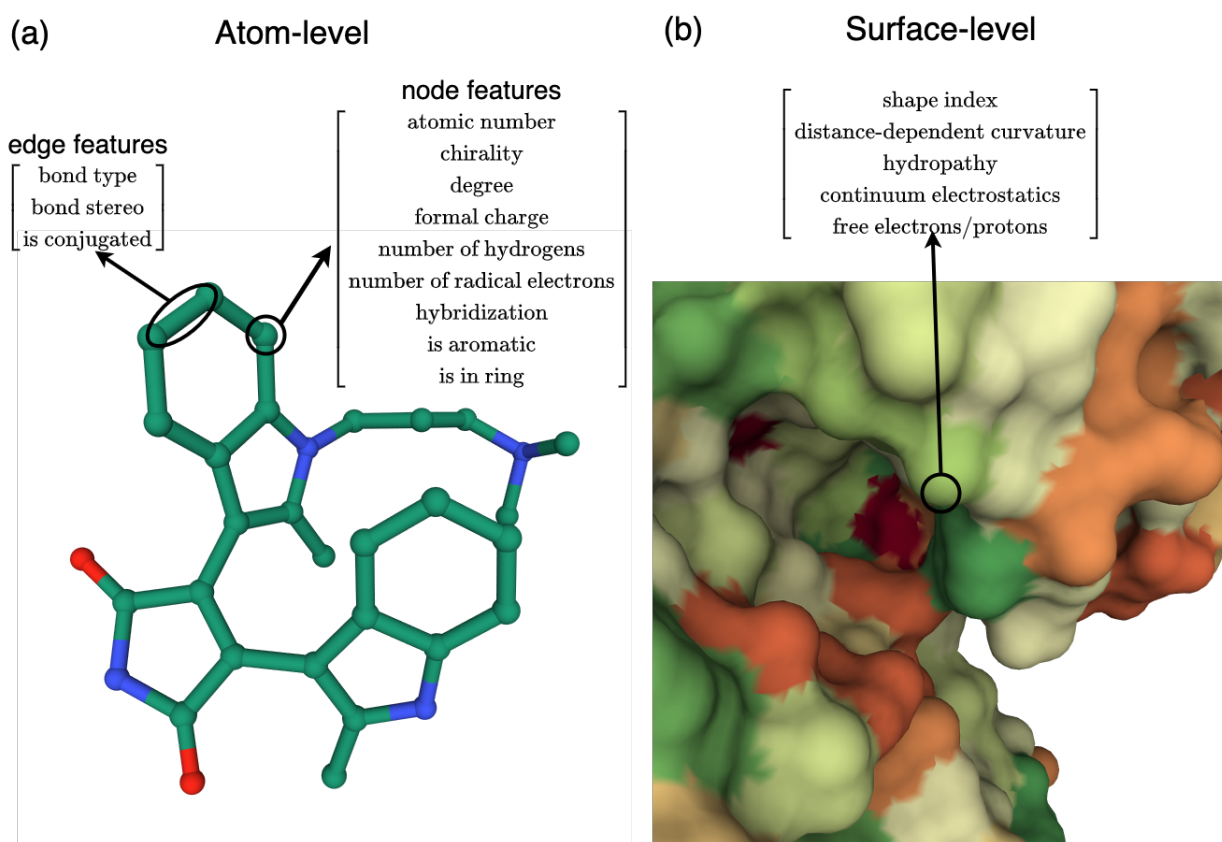 (a) Atom-level
edge features
bond type
bond stereo
is conjugated
node features
atomic number
chirality
degree
formal charge
number of hydrogens
number of radical electrons
hybridization
is aromatic
is in ring
(b) Surface-level
shape index
distance-dependent curvature
hydropathy
continuum electrostatics
free electrons/protons